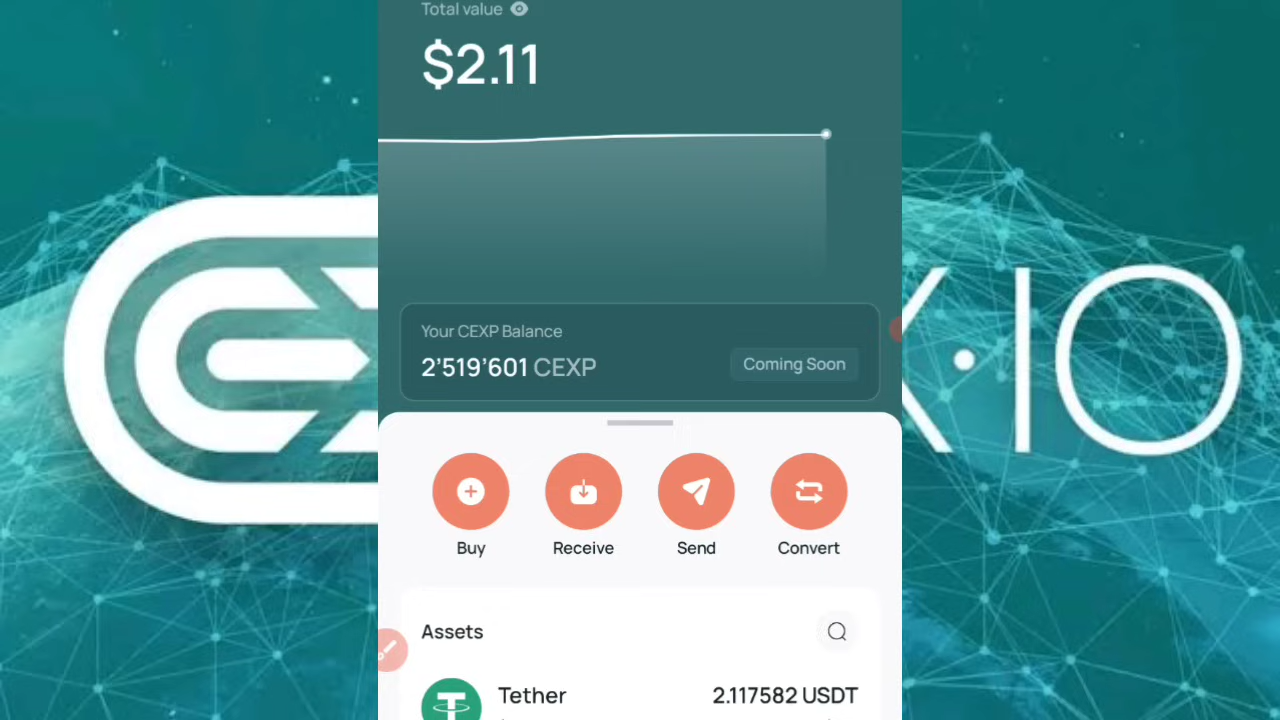 Total value
$2.11
Your CEXP Balance
2’519’601 CEXP
Coming Soon
Buy
Receive
Send
Convert
Assets
Tether
2.117582 USDT
IO